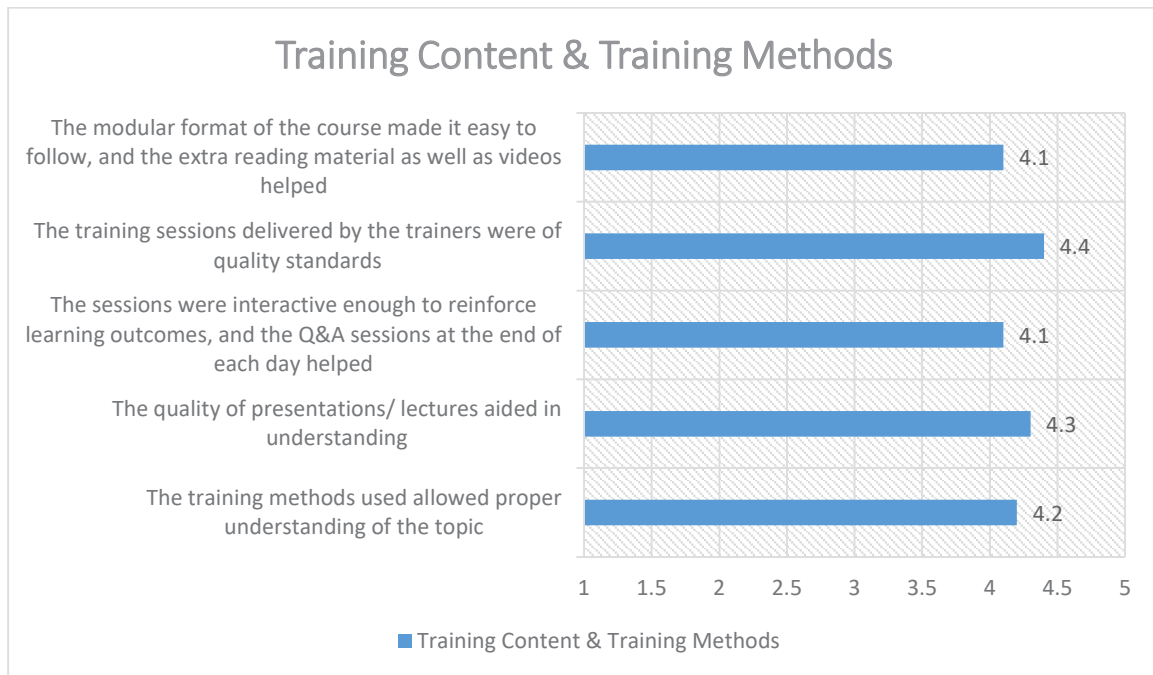 Training Content & Training Methods
The modular format of the course made it easy to
follow, and the extra reading material as well as videos
helped
4.1
The training sessions delivered by the trainers were of
quality standards
4.4
The sessions were interactive enough to reinforce
learning outcomes, and the Q&A sessions at the end of
each day helped
4.1
The quality of presentations/ lectures aided in
understanding
4.3
The training methods used allowed proper
understanding of the topic
4.2
1 1.5 2 2.5 3 3.5 4 4.5 5
Training Content & Training Methods